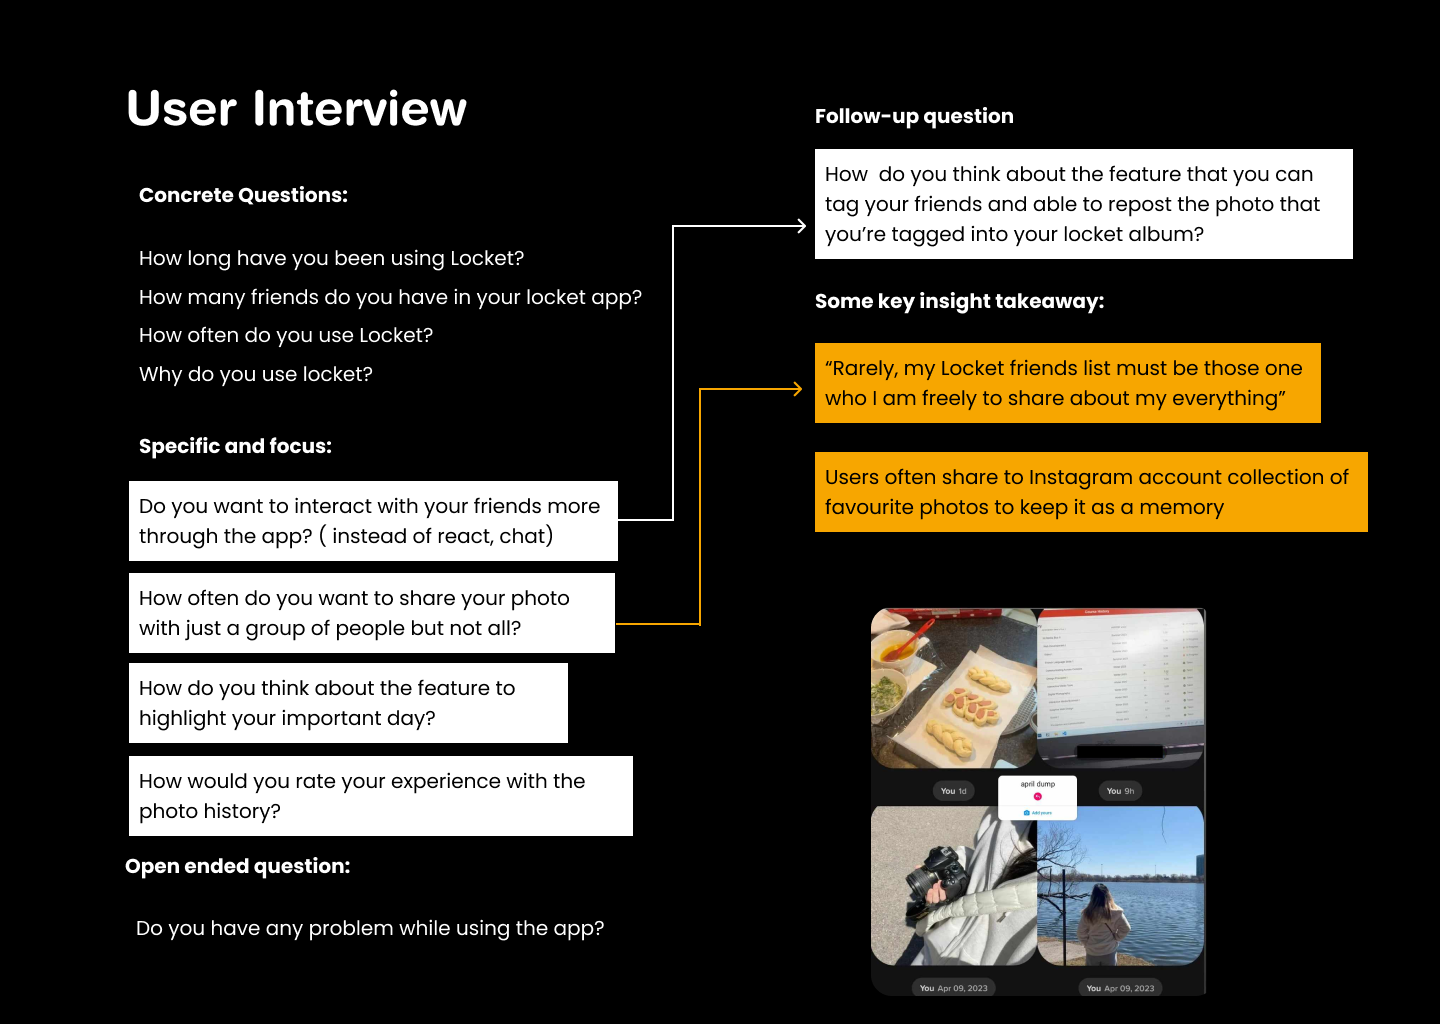 User Interview
Concrete Questions:
How long have you been using Locket?
How many friends do you have in your locket app?
How often do you use Locket?
Why do you use locket?
Specific and focus:
Do you want to interact with your friends more
through the app? ( instead of react, chat)
How often do you want to share your photo
with just a group of people but not all?
How do you think about the feature to
highlight your important day?
How would you rate your experience with the
photo history?
Open ended question:
Do you have any problem while using the app?
Follow-up question
How  do you think about the feature that you can
tag your friends and able to repost the photo that
you’re tagged into your locket album?
Some key insight takeaway:
“Rarely, my Locket friends list must be those one
who I am freely to share about my everything”
Users often share to Instagram account collection of
favourite photos to keep it as a memory
You 1d
april dump
Add yours
You 9h
You Apr 09, 2023
You Apr 09, 2023